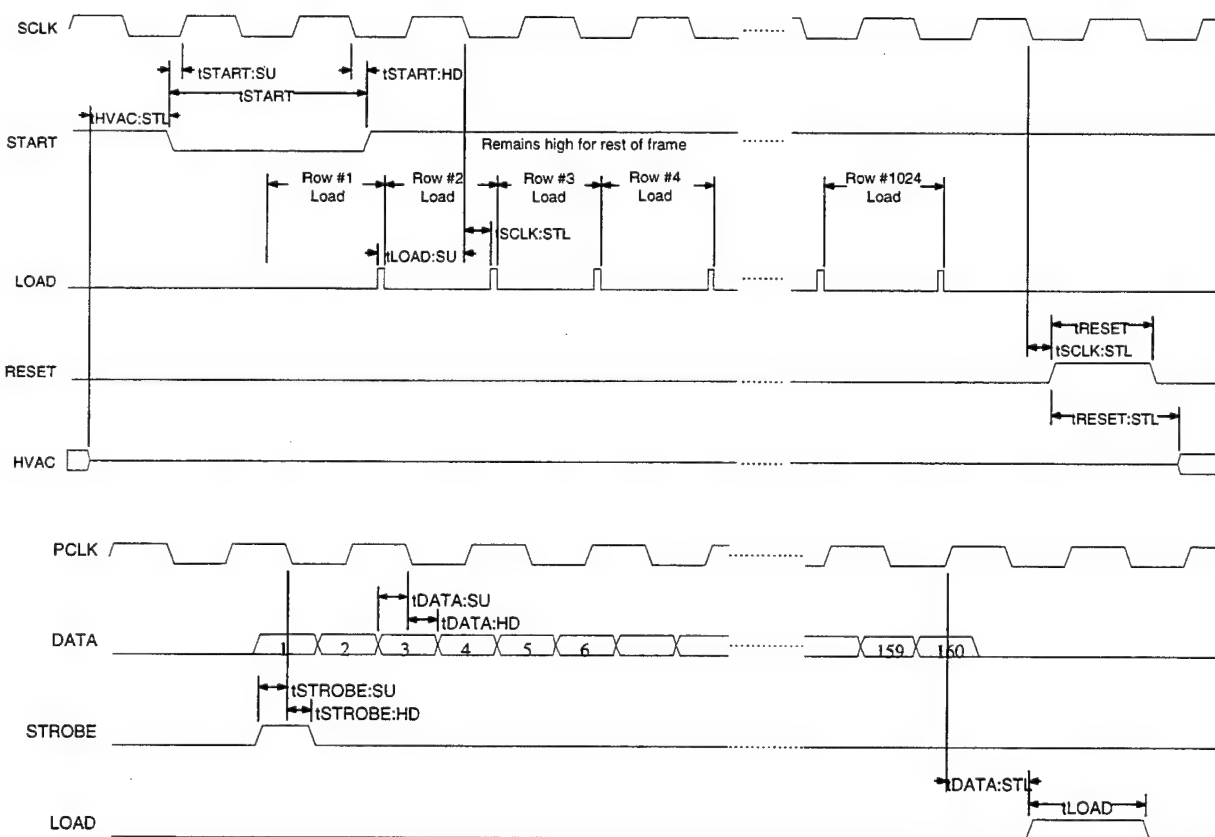 SCLK
tSTART:SU
tSTART:HD
tSTART
tHVAC:STL
START
Remains high for rest of frame
Row #1 Load
Row #2 Load
Row #3 Load
Row #4 Load
Row #1024 Load
tSCLK:STL
tLOAD:SU
LOAD
tRESET
tSCLK:STL
RESET
tRESET:STL
HVAC
PCLK
tDATA:SU
tDATA:HD
DATA
1 2 3 4 5 6 159 160
tSTROBE:SU
tSTROBE:HD
STROBE
tDATA:STL
tLOAD
LOAD